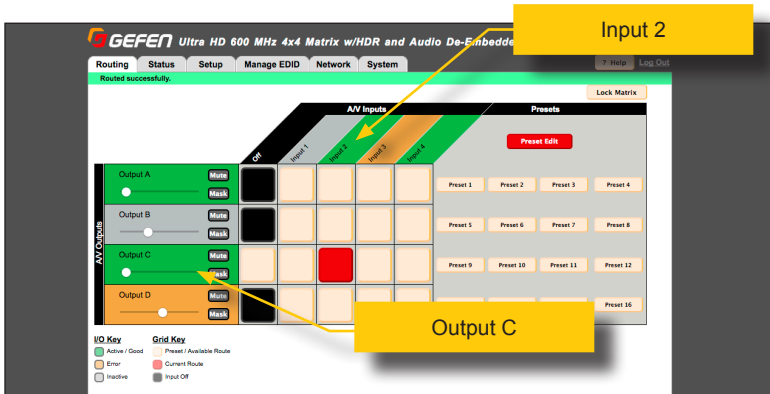 GEFEN Ultra HD 600 MHz 4x4 Matrix w/HDR and Audio De-Embedde
Input 2
Routing Status Setup Manage EDID Network System ? Help Log Out
Routed successfully.
Lock Matrix
A/V Inputs Presets
Off Input 1 Input 2 Input 3 Input 4
Preset Edit
A/V Outputs
Output A Mute
Mask
Preset 1 Preset 2 Preset 3 Preset 4
Output B Mute
Mask
Preset 5 Preset 6 Preset 7 Preset 8
Output C Mute
Mask
Preset 9 Preset 10 Preset 11 Preset 12
Output D Mute
Mask
Preset 16
Output C
I/O Key Grid Key
Active / Good Preset / Available Route
Error Current Route
Inactive Input Off